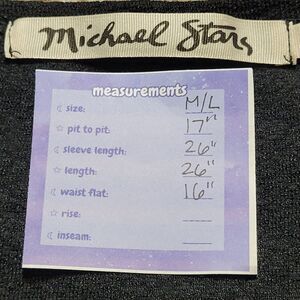 Michael Stars
measurements
☾ size: M/L
☆ pit to pit: 17"
☾ sleeve length: 26"
☆ length: 26"
☾ waist flat: 16"
☆ rise:
☾ inseam: